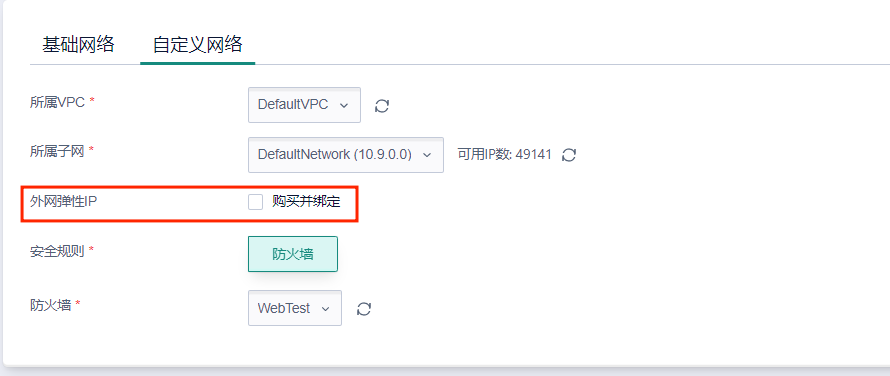 基础网络 自定义网络
所属VPC * DefaultVPC
所属子网 * DefaultNetwork (10.9.0.0) 可用IP数: 49141
外网弹性IP 购买并绑定
安全规则 * 防火墙
防火墙 * WebTest